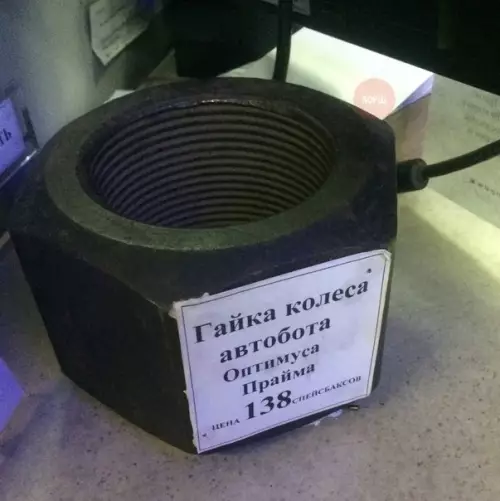 Гайка колеса
автобота
Оптимуса
Прайма
ЦЕНА 138 СПЕЙСБАКСОВ